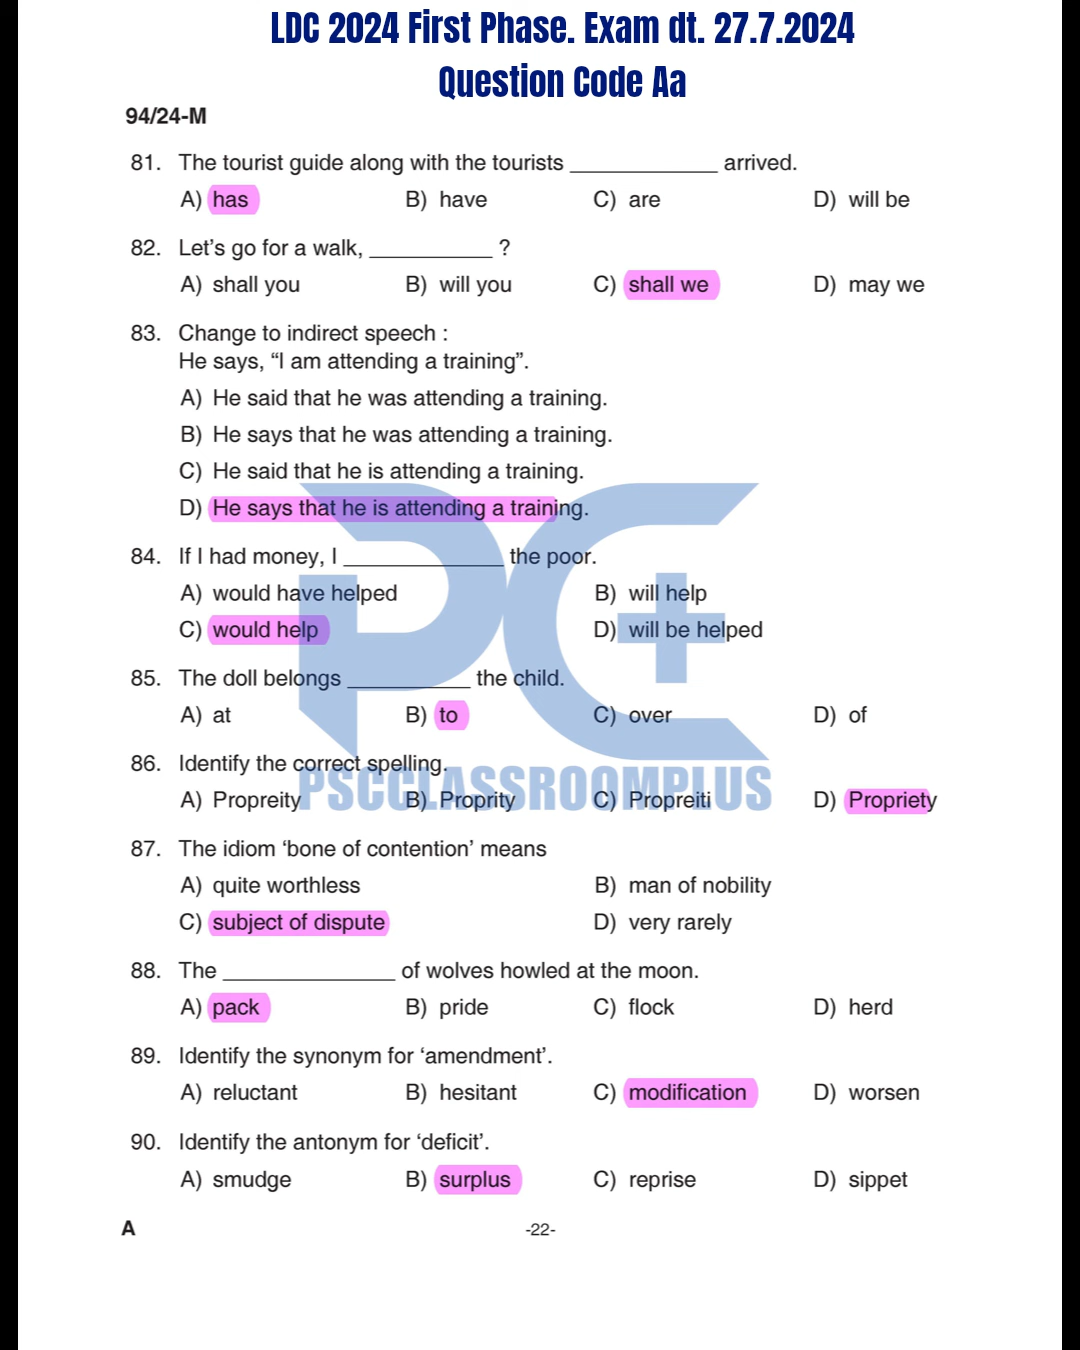 LDC 2024 First Phase. Exam dt. 27.7.2024
Question Code Aa
94/24-M
81. The tourist guide along with the tourists ____________ arrived.
A) has B) have C) are D) will be
82. Let’s go for a walk, __________ ?
A) shall you B) will you C) shall we D) may we
83. Change to indirect speech :
He says, “I am attending a training”.
A) He said that he was attending a training.
B) He says that he was attending a training.
C) He said that he is attending a training.
D) He says that he is attending a training.
84. If I had money, I _____________ the poor.
A) would have helped B) will help
C) would help D) will be helped
85. The doll belongs __________ the child.
A) at B) to C) over D) of
86. Identify the correct spelling.
PSCCLASSROOMPLUS
A) Propreity B) Proprity C) Propreiti D) Propriety
87. The idiom ‘bone of contention’ means
A) quite worthless B) man of nobility
C) subject of dispute D) very rarely
88. The ______________ of wolves howled at the moon.
A) pack B) pride C) flock D) herd
89. Identify the synonym for ‘amendment’.
A) reluctant B) hesitant C) modification D) worsen
90. Identify the antonym for ‘deficit’.
A) smudge B) surplus C) reprise D) sippet
A -22-